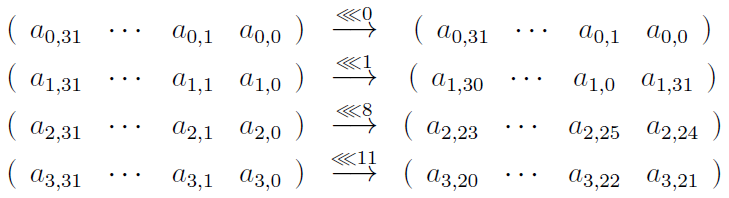 ( a₀,₃₁ ⋯ a₀,₁ a₀,₀ ) ⋘0 → ( a₀,₃₁ ⋯ a₀,₁ a₀,₀ )
( a₁,₃₁ ⋯ a₁,₁ a₁,₀ ) ⋘1 → ( a₁,₃₀ ⋯ a₁,₀ a₁,₃₁ )
( a₂,₃₁ ⋯ a₂,₁ a₂,₀ ) ⋘8 → ( a₂,₂₃ ⋯ a₂,₂₅ a₂,₂₄ )
( a₃,₃₁ ⋯ a₃,₁ a₃,₀ ) ⋘11 → ( a₃,₂₀ ⋯ a₃,₂₂ a₃,₂₁ )